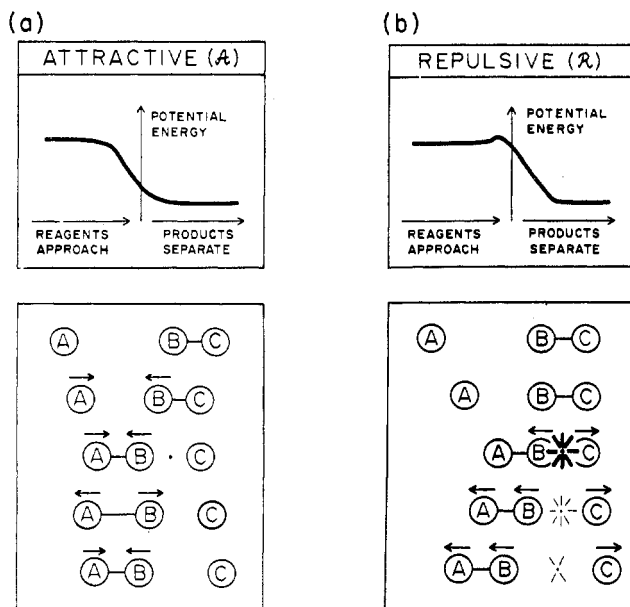 (a)
ATTRACTIVE (𝒜)
POTENTIAL
ENERGY
REAGENTS
APPROACH
PRODUCTS
SEPARATE
A B C
A B C
A B C
A B C
A B C
(b)
REPULSIVE (ℛ)
POTENTIAL
ENERGY
REAGENTS
APPROACH
PRODUCTS
SEPARATE
A B C
A B C
A B C
A B C
A B C